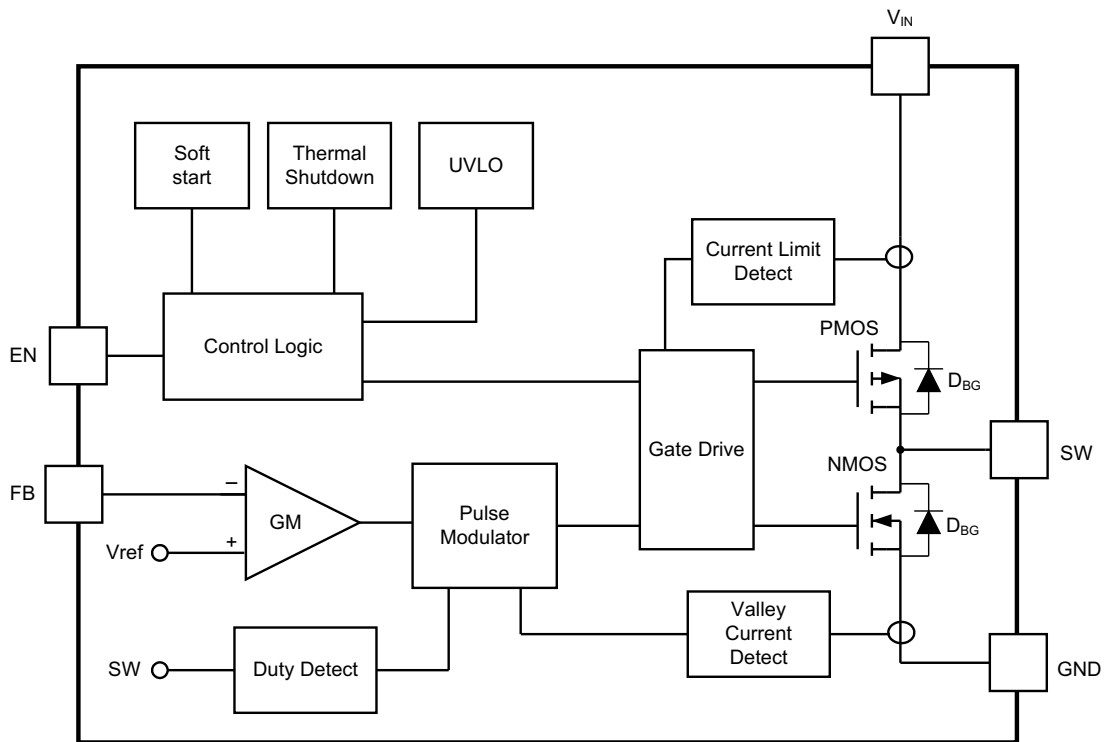 VIN
Soft
start
Thermal
Shutdown
UVLO
Current Limit
Detect
PMOS
EN
Control Logic
DBG
Gate Drive
SW
NMOS
FB
–
GM
Pulse
Modulator
DBG
Vref
+
Valley
Current
Detect
SW
Duty Detect
GND